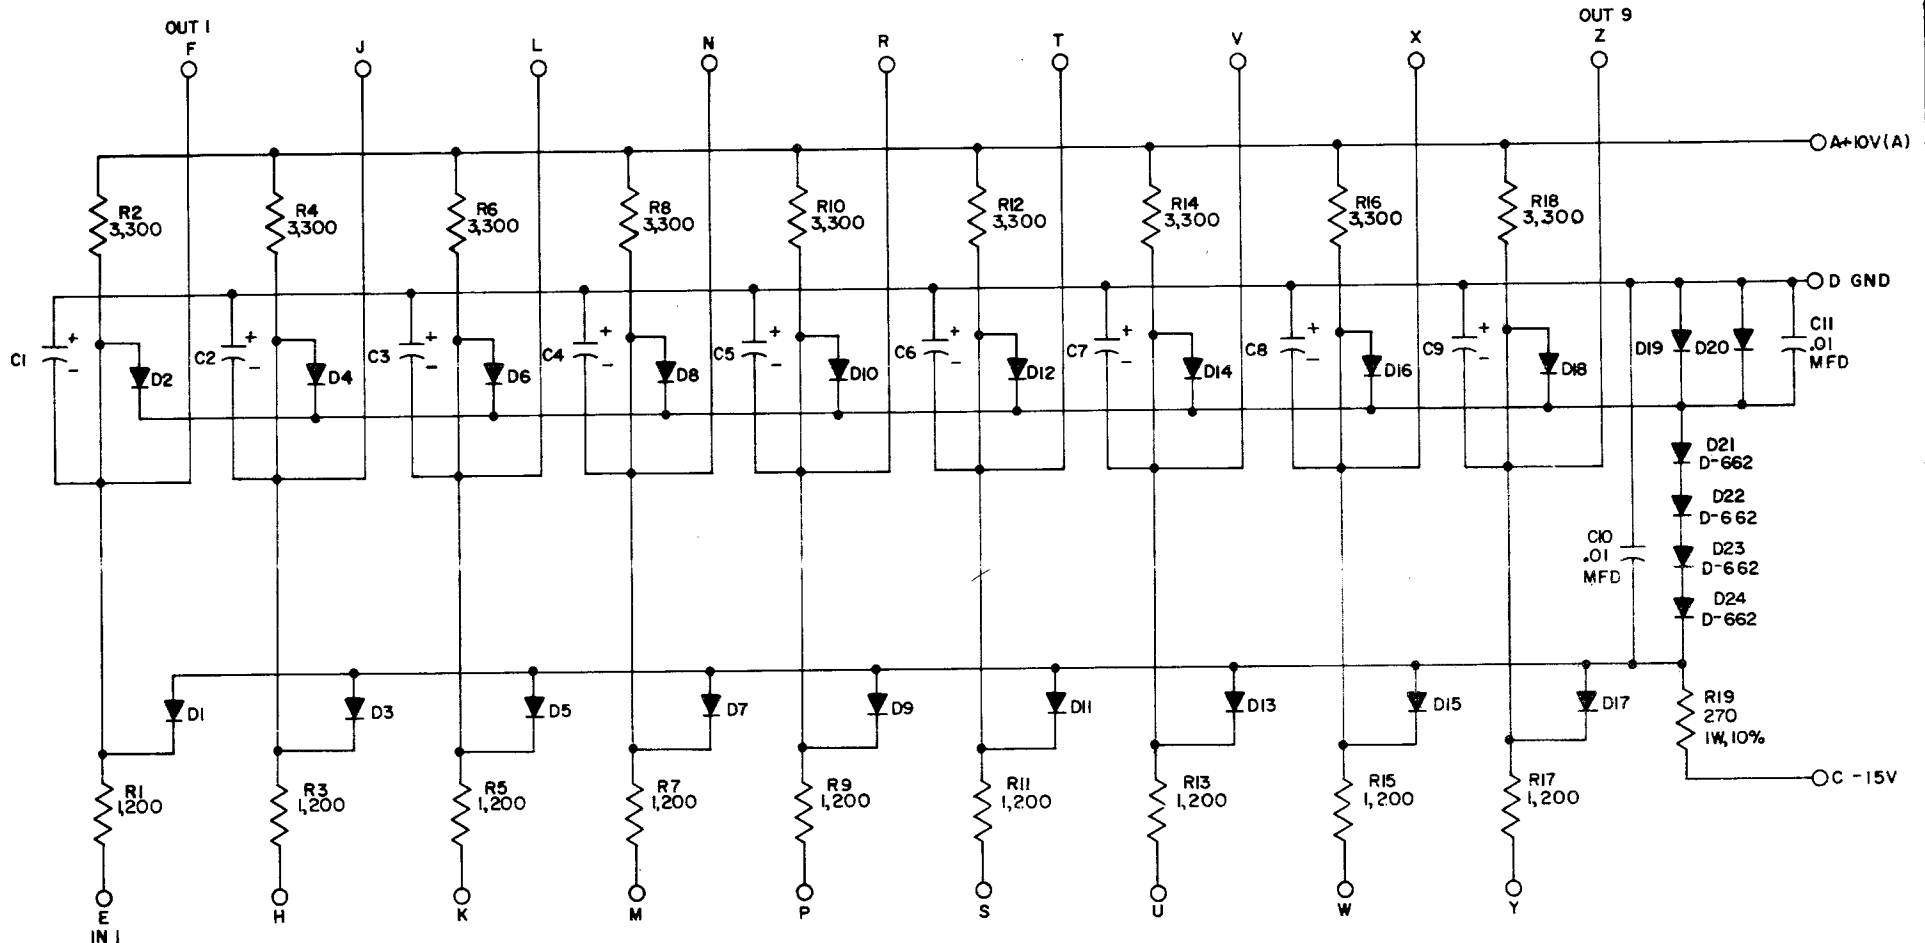 OUT 1
F
J
L
N
R
T
V
X
OUT 9
Z
A+10V(A)
R2
3,300
R4
3,300
R6
3,300
R8
3,300
R10
3,300
R12
3,300
R14
3,300
R16
3,300
R18
3,300
D GND
C1
+
-
D2
C2
+
-
D4
C3
+
-
D6
C4
+
-
D8
C5
+
-
D10
C6
+
-
D12
C7
+
-
D14
C8
+
-
D16
C9
+
-
D18
D19
D20
C11
.01
MFD
D21
D-662
D22
D-662
C10
.01
MFD
D23
D-662
D24
D-662
D1
D3
D5
D7
D9
D11
D13
D15
D17
R19
270
1W, 10%
C -15V
R1
1,200
R3
1,200
R5
1,200
R7
1,200
R9
1,200
R11
1,200
R13
1,200
R15
1,200
R17
1,200
E
IN 1
H
K
M
P
S
U
W
Y